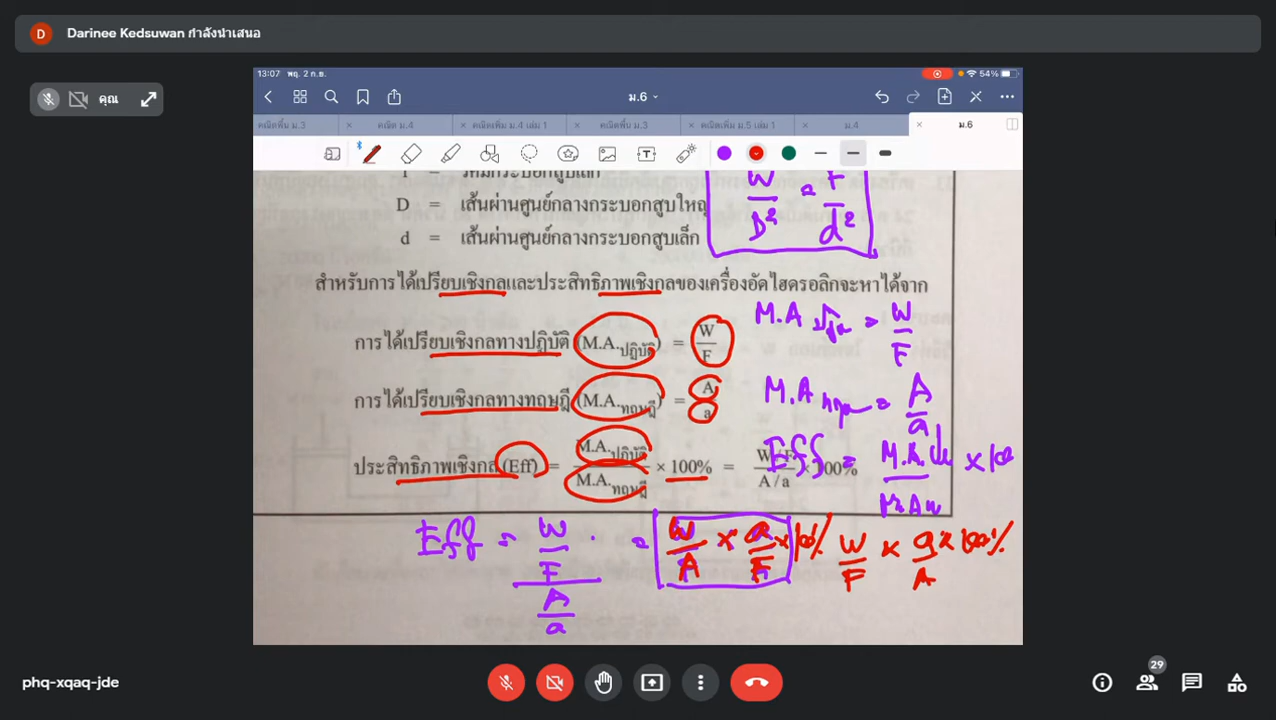 D Darinee Kedsuwan กำลังนำเสนอ
คุณ
13:07 พฤ. 2 ก.ย. 54%
ม.6
คณิตพื้น ม.3 × คณิต ม.4 × คณิตเพิ่ม ม.4 เล่ม 1 × คณิตพื้น ม.3 × คณิตเพิ่ม ม.5 เล่ม 1 × ม.4 × ม.6
D = เส้นผ่านศูนย์กลางกระบอกสูบใหญ่
d = เส้นผ่านศูนย์กลางกระบอกสูบเล็ก
W/D² = F/d²
สำหรับการได้เปรียบเชิงกลและประสิทธิภาพเชิงกลของเครื่องอัดไฮดรอลิกจะหาได้จาก
การได้เปรียบเชิงกลทางปฏิบัติ (M.A.ปฏิบัติ) = W/F
M.A = W/F
การได้เปรียบเชิงกลทางทฤษฎี (M.A.ทฤษฎี) = A/a
M.A = A/a
ประสิทธิภาพเชิงกล (Eff) = M.A.ปฏิบัติ/M.A.ทฤษฎี × 100% = W/F/A/a × 100%
Eff =
Eff = W/F/A/a = W/A × a/F × 100% W/F × a/A × 100%
phq-xqaq-jde
29